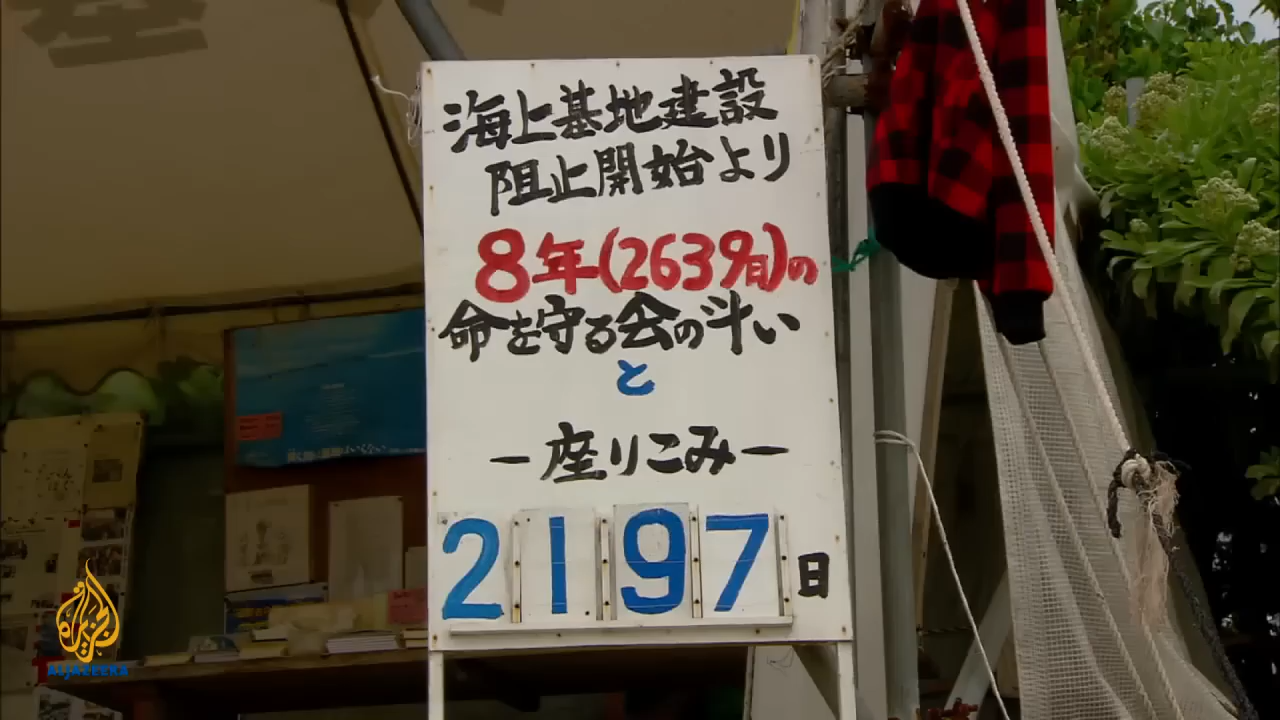 海上基地建設
阻止開始より
8年(2639日)の
命を守る会の斗い
と
－座りこみ－
2197日
ALJAZEERA
الجزيرة